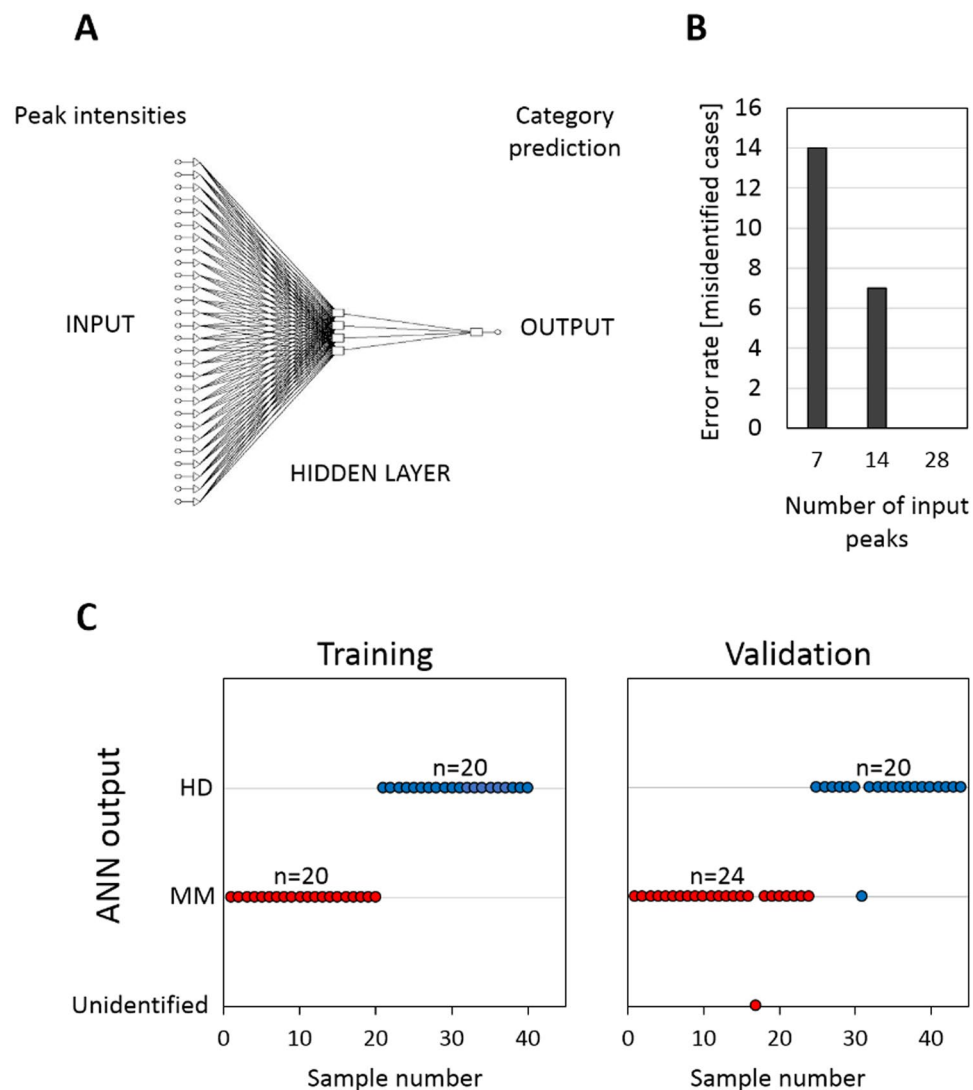 A
Peak intensities
Category
prediction
INPUT
OUTPUT
HIDDEN LAYER
B
Error rate [misidentified cases]
16
14
12
10
8
6
4
2
0
7 14 28
Number of input
peaks
C
Training
ANN output
HD
MM
Unidentified
n=20
n=20
0 10 20 30 40
Sample number
Validation
n=20
n=24
0 10 20 30 40
Sample number